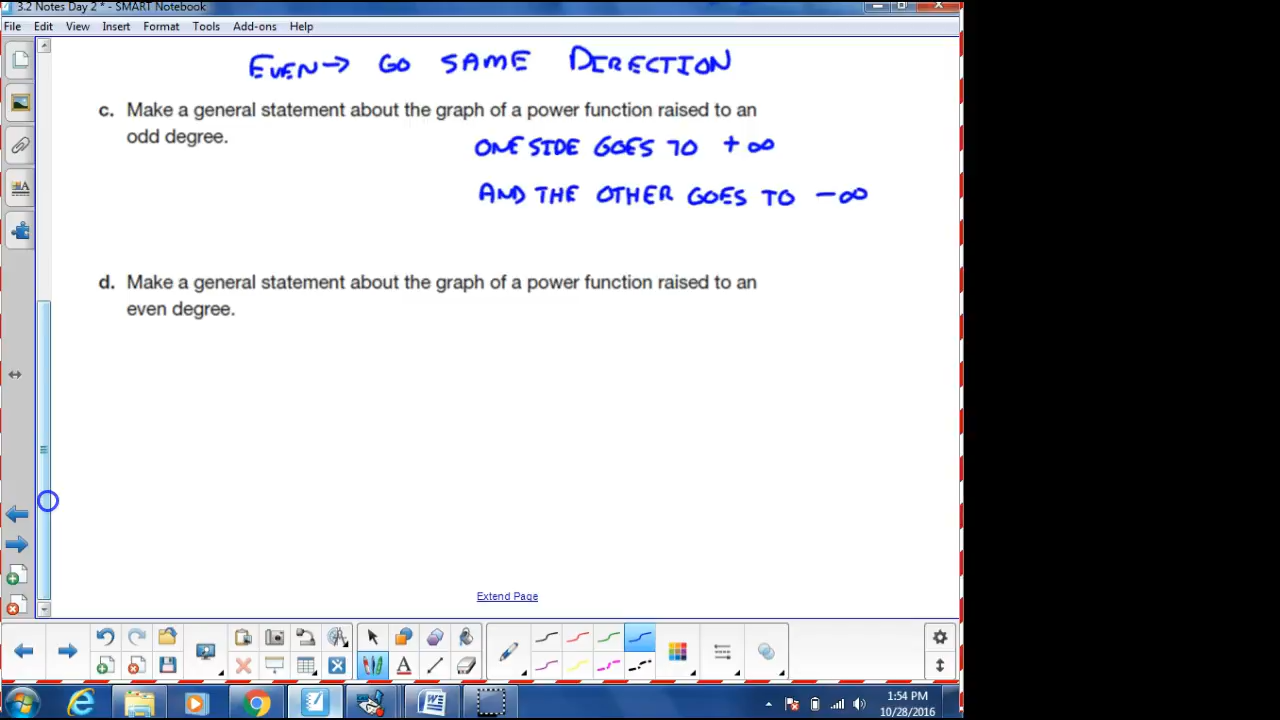 3.2 Notes Day 2 * - SMART Notebook
File Edit View Insert Format Tools Add-ons Help
EVEN → GO SAME DIRECTION
c. Make a general statement about the graph of a power function raised to an
odd degree.
ONE SIDE GOES TO +∞
AND THE OTHER GOES TO -∞
d. Make a general statement about the graph of a power function raised to an
even degree.
Extend Page
1:54 PM
10/28/2016